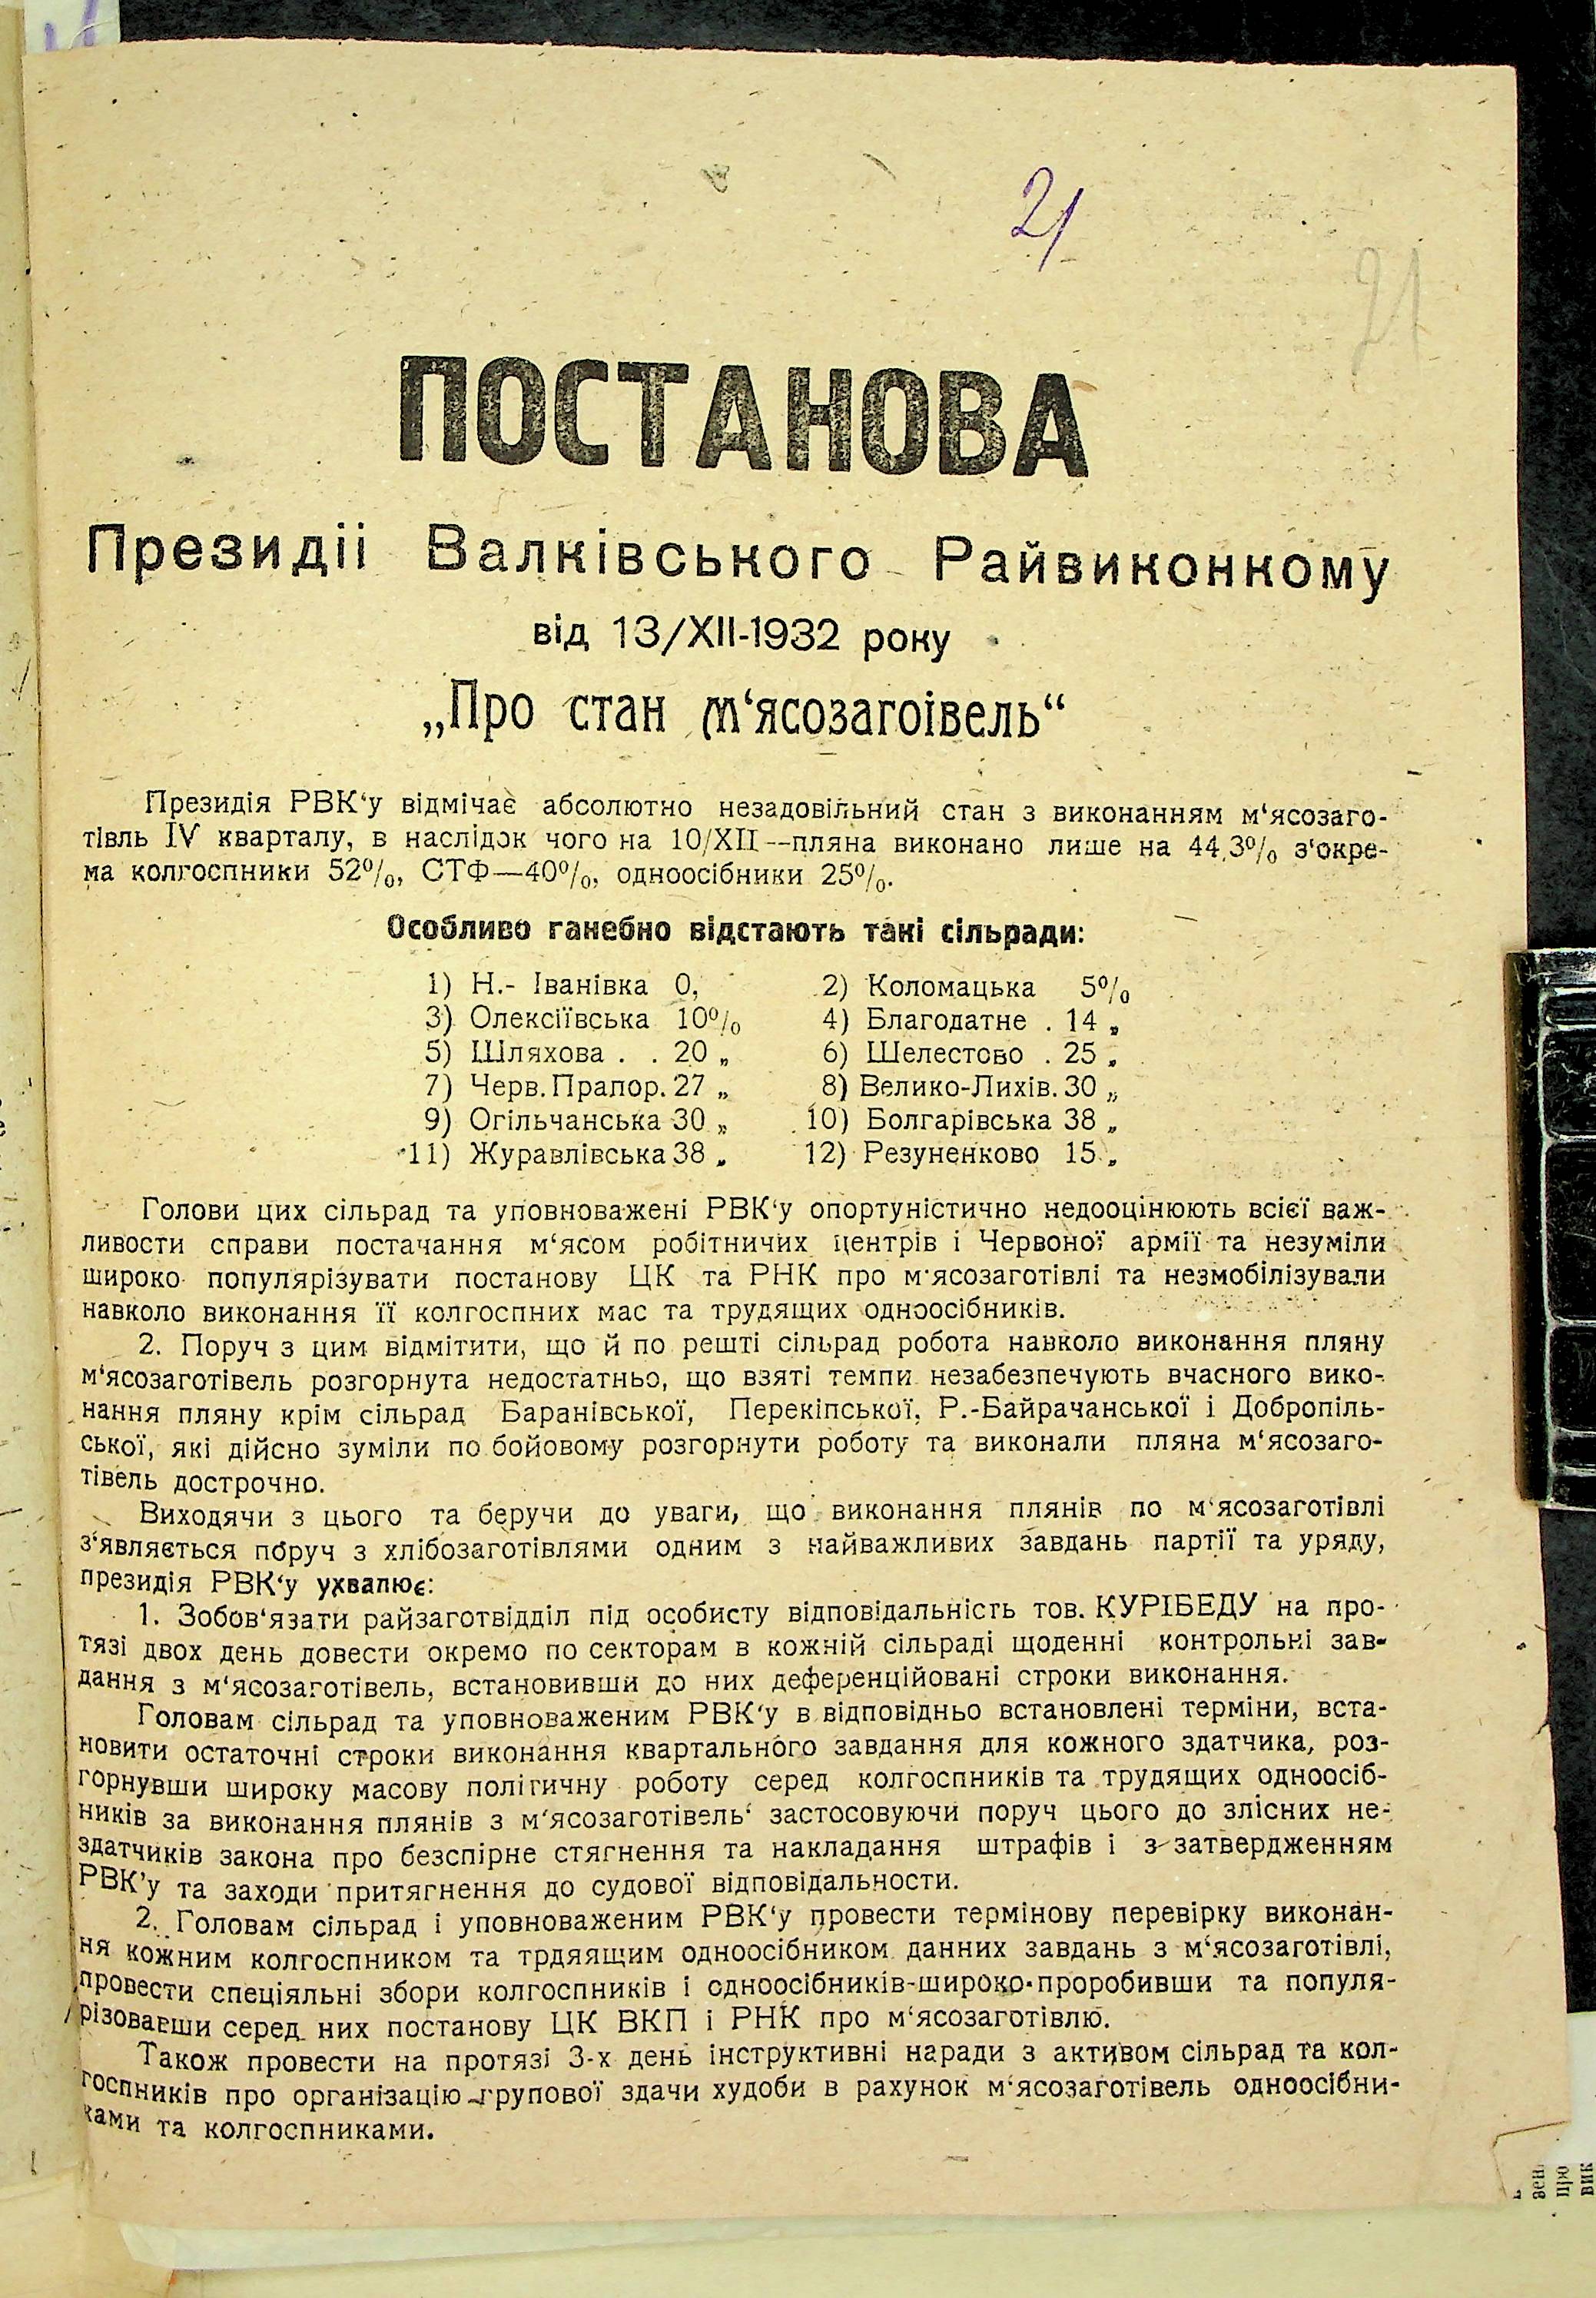 21
21
ПОСТАНОВА
Президіі Валківського Райвиконкому
від 13/XII-1932 року
„Про стан м‘ясозагоівель“
Президія РВК‘у відмічає абсолютно незадовільний стан з виконанням м‘ясозаго-
тівль IV кварталу, в наслідок чого на 10/XII—пляна виконано лише на 44,3% з‘окре-
ма колгоспники 52%, СТФ—40%, одноосібники 25%.
Особливо ганебно відстають такі сільради:
1) Н.- Іванівка 0, 2) Коломацька 5%
3) Олексіївська 10% 4) Благодатне . 14 „
5) Шляхова . . 20 „ 6) Шелестово . 25 „
7) Черв. Прапор. 27 „ 8) Велико-Лихів. 30 „
9) Огільчанська 30 „ 10) Болгарівська 38 „
11) Журавлівська 38 „ 12) Резуненково 15 „
Голови цих сільрад та уповноважені РВК‘у опортуністично недооцінюють всієї важ-
ливости справи постачання м‘ясом робітничих центрів і Червоної армії та незуміли
широко популярізувати постанову ЦК та РНК про м‘ясозаготівлі та незмобілізували
навколо виконання її колгоспних мас та трудящих одноосібників.
2. Поруч з цим відмітити, що й по решті сільрад робота навколо виконання пляну
м‘ясозаготівель розгорнута недостатньо, що взяті темпи незабезпечують вчасного вико-
нання пляну крім сільрад Баранівської, Перекіпської, Р.-Байрачанської і Добропіль-
ської, які дійсно зуміли по бойовому розгорнути роботу та виконали пляна м‘ясозаго-
тівель дострочно.
Виходячи з цього та беручи до уваги, що виконання плянів по м‘ясозаготівлі
з‘являється поруч з хлібозаготівлями одним з найважливих завдань партії та уряду,
президія РВК‘у ухвалює:
1. Зобов‘язати райзаготвідділ під особисту відповідальність тов. КУРІБЕДУ на про-
тязі двох день довести окремо по секторам в кожній сільраді щоденні контрольні зав-
дання з м‘ясозаготівель, встановивши до них деференційовані строки виконання.
Головам сільрад та уповноваженим РВК‘у в відповідньо встановлені терміни, вста-
новити остаточні строки виконання квартального завдання для кожного здатчика, роз-
горнувши широку масову політичну роботу серед колгоспників та трудящих одноосіб-
ників за виконання плянів з м‘ясозаготівель‘ застосовуючи поруч цього до злісних не-
здатчиків закона про безспірне стягнення та накладання штрафів і з затвердженням
РВК’у та заходи притягнення до судової відповідальности.
2. Головам сільрад і уповноваженим РВК‘у провести термінову перевірку виконан-
ня кожним колгоспником та трдяящим одноосібником данних завдань з м‘ясозаготівлі,
провести спеціяльні збори колгоспників і одноосібників-широко-проробивши та популя-
різовавши серед них постанову ЦК ВКП і РНК про м‘ясозаготівлю.
Також провести на протязі 3-х день інструктивні наради з активом сільрад та кол-
госпників про організацію групової здачи худоби в рахунок м‘ясозаготівель одноосібни-
ками та колгоспниками.